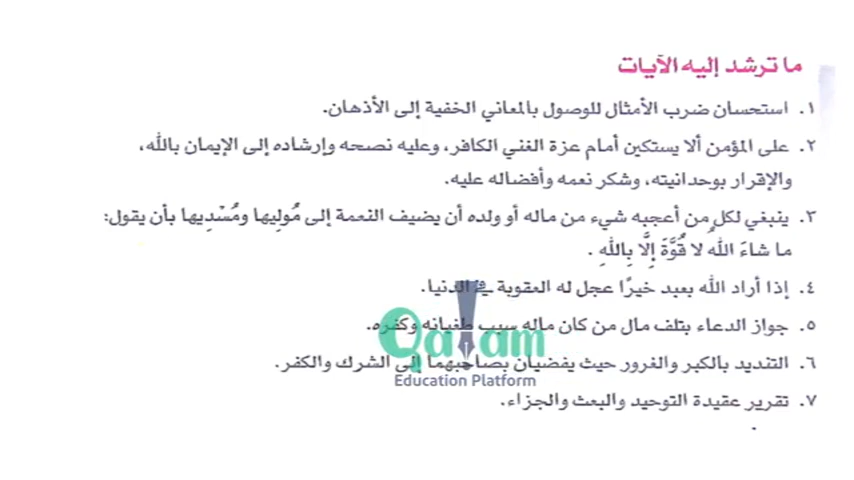 ما ترشد إليه الآيات
١. استحسان ضرب الأمثال للوصول بالمعاني الخفية إلى الأذهان.
٢. على المؤمن ألا يستكين أمام عزة الغني الكافر، وعليه نصحه وإرشاده إلى الإيمان بالله،
والإقرار بوحدانيته، وشكر نعمه وأفضاله عليه.
٣. ينبغي لكل من أعجبه شيء من ماله أو ولده أن يضيف النعمة إلى مُوليها ومُسْدِيها بأن يقول:
ما شاءَ اللهُ لا قُوَّةَ إِلَّا بِاللهِ .
٤. إذا أراد الله بعبد خيرًا عجل له العقوبة في الدنيا.
٥. جواز الدعاء بتلف مال من كان ماله سبب طغيانه وكفره.
٦. التنديد بالكبر والغرور حيث يفضيان بصاحبهما إلى الشرك والكفر.
٧. تقرير عقيدة التوحيد والبعث والجزاء.
Qalam
Education Platform